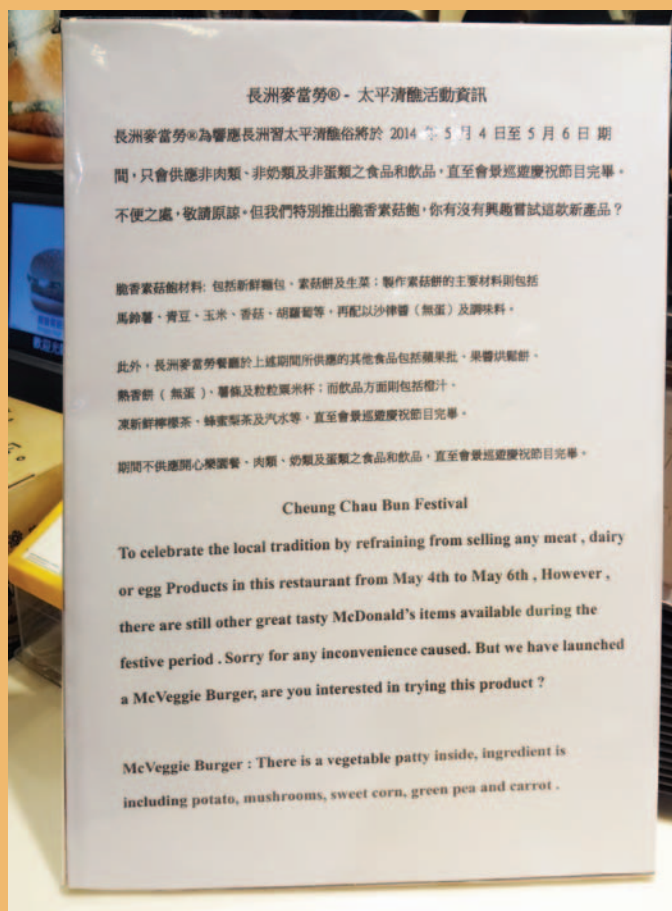 長洲麥當勞® - 太平清醮活動資訊
長洲麥當勞®為響應長洲習太平清醮俗將於 2014 年 5 月 4 日至 5 月 6 日 期
間，只會供應非肉類、非奶類及非蛋類之食品和飲品，直至會景巡遊慶祝節目完畢。
不便之處，敬請原諒。但我們特別推出脆香素菇飽，你有沒有興趣嘗試這款新產品？
脆香素菇飽材料: 包括新鮮麵包、素菇餅及生菜；製作素菇餅的主要材料則包括
馬鈴薯、青豆、玉米、香菇、胡蘿蔔等，再配以沙律醬（無蛋）及調味料。
此外，長洲麥當勞餐廳於上述期間所供應的其他食品包括蘋果批、果醬烘鬆餅、
熱香餅 ( 無蛋 )、薯條及粒粒粟米杯；而飲品方面則包括橙汁、
凍新鮮檸檬茶、蜂蜜梨茶及汽水等，直至會景巡遊慶祝節目完畢。
期間不供應開心樂園餐、肉類、奶類及蛋類之食品和飲品，直至會景巡遊慶祝節目完畢。
Cheung Chau Bun Festival
To celebrate the local tradition by refraining from selling any meat , dairy
or egg Products in this restaurant from May 4th to May 6th , However ,
there are still other great tasty McDonald's items available during the
festive period . Sorry for any inconvenience caused. But we have launched
a McVeggie Burger, are you interested in trying this product ?
McVeggie Burger : There is a vegetable patty inside, ingredient is
including potato, mushrooms, sweet corn, green pea and carrot .